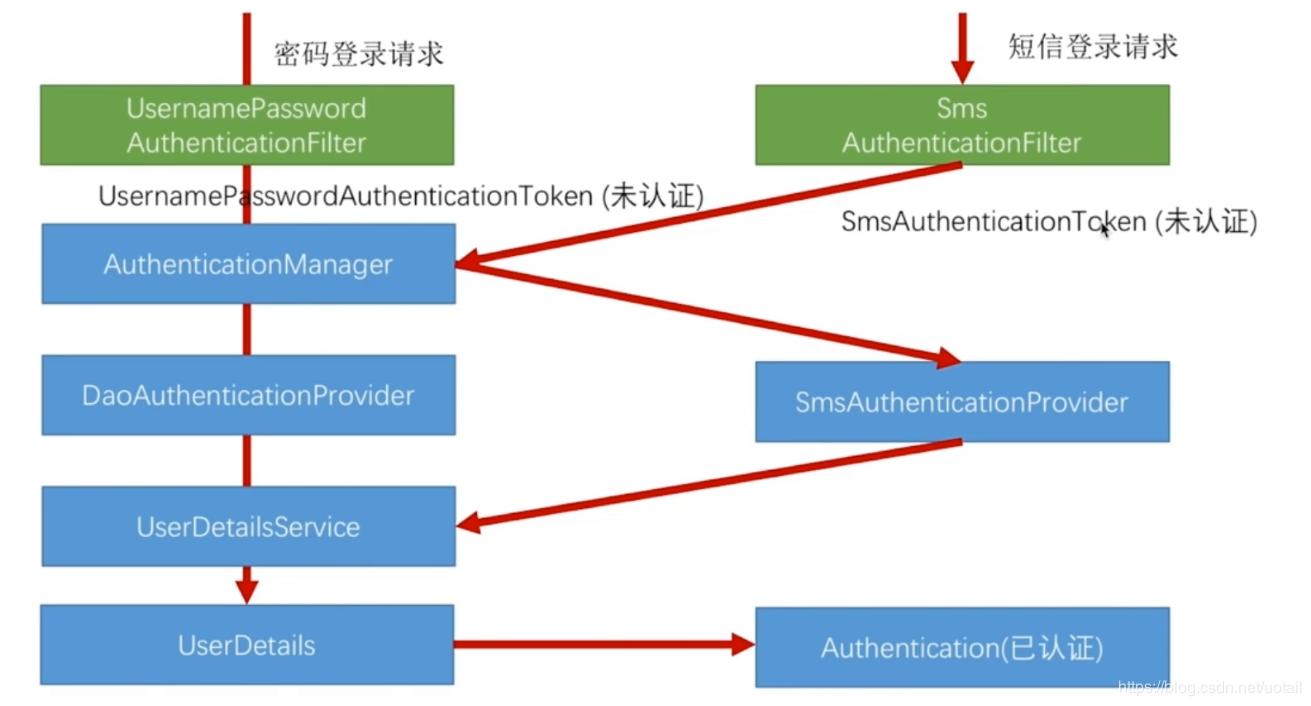 密码登录请求
短信登录请求
UsernamePassword
AuthenticationFilter
Sms
AuthenticationFilter
UsernamePasswordAuthenticationToken (未认证)
SmsAuthenticationToken (未认证)
AuthenticationManager
DaoAuthenticationProvider
SmsAuthenticationProvider
UserDetailsService
UserDetails
Authentication(已认证)
https://blog.csdn.net/uotail